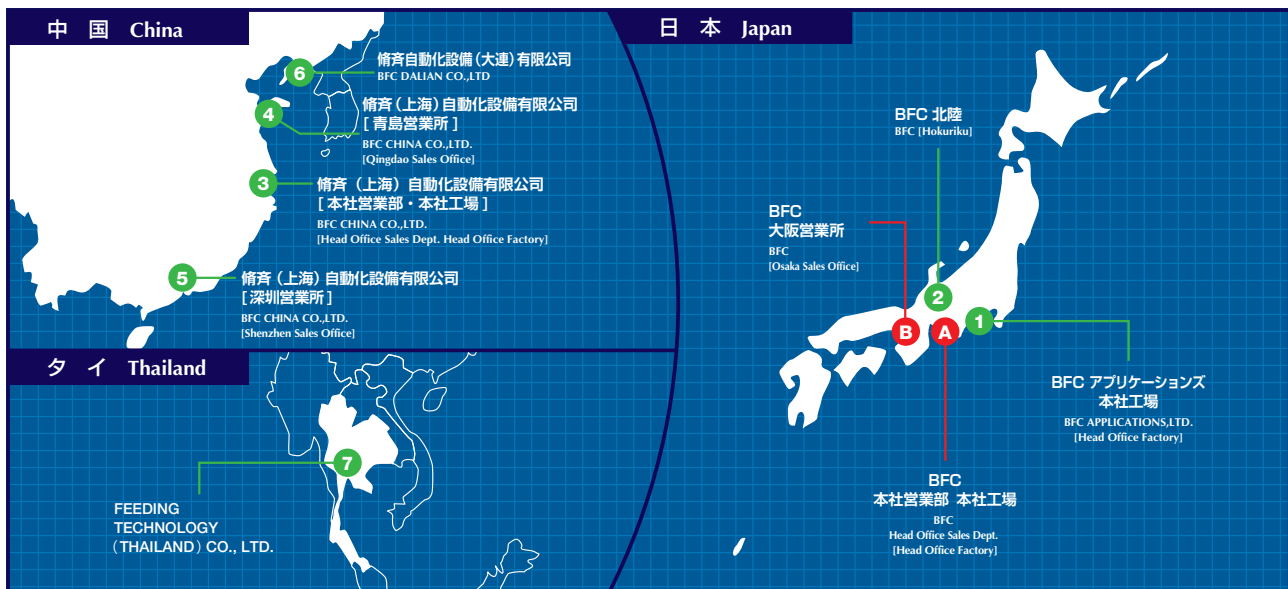 中 国 China
6
脩斉自動化設備(大連)有限公司
BFC DALIAN CO.,LTD
4
脩斉(上海)自動化設備有限公司
[ 青島営業所 ]
BFC CHINA CO.,LTD.
[Qingdao Sales Office]
3
脩斉(上海)自動化設備有限公司
[ 本社営業部・本社工場 ]
BFC CHINA CO.,LTD.
[Head Office Sales Dept. Head Office Factory]
5
脩斉(上海)自動化設備有限公司
[ 深圳営業所 ]
BFC CHINA CO.,LTD.
[Shenzhen Sales Office]
タ イ Thailand
7
FEEDING
TECHNOLOGY
(THAILAND) CO., LTD.
日 本 Japan
BFC 北陸
BFC [Hokuriku]
BFC
大阪営業所
BFC
[Osaka Sales Office]
2
B
A
1
BFC アプリケーションズ
本社工場
BFC APPLICATIONS,LTD.
[Head Office Factory]
BFC
本社営業部 本社工場
BFC
Head Office Sales Dept.
[Head Office Factory]